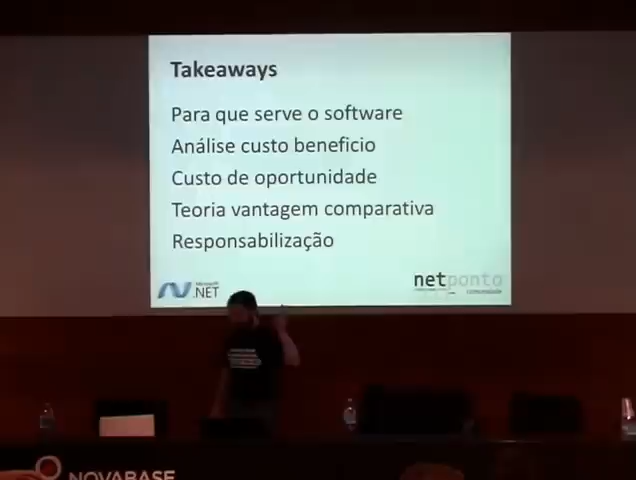 Takeaways
Para que serve o software
Análise custo beneficio
Custo de oportunidade
Teoria vantagem comparativa
Responsabilização
Microsoft
.NET
netponto
comunidade
NOVABASE